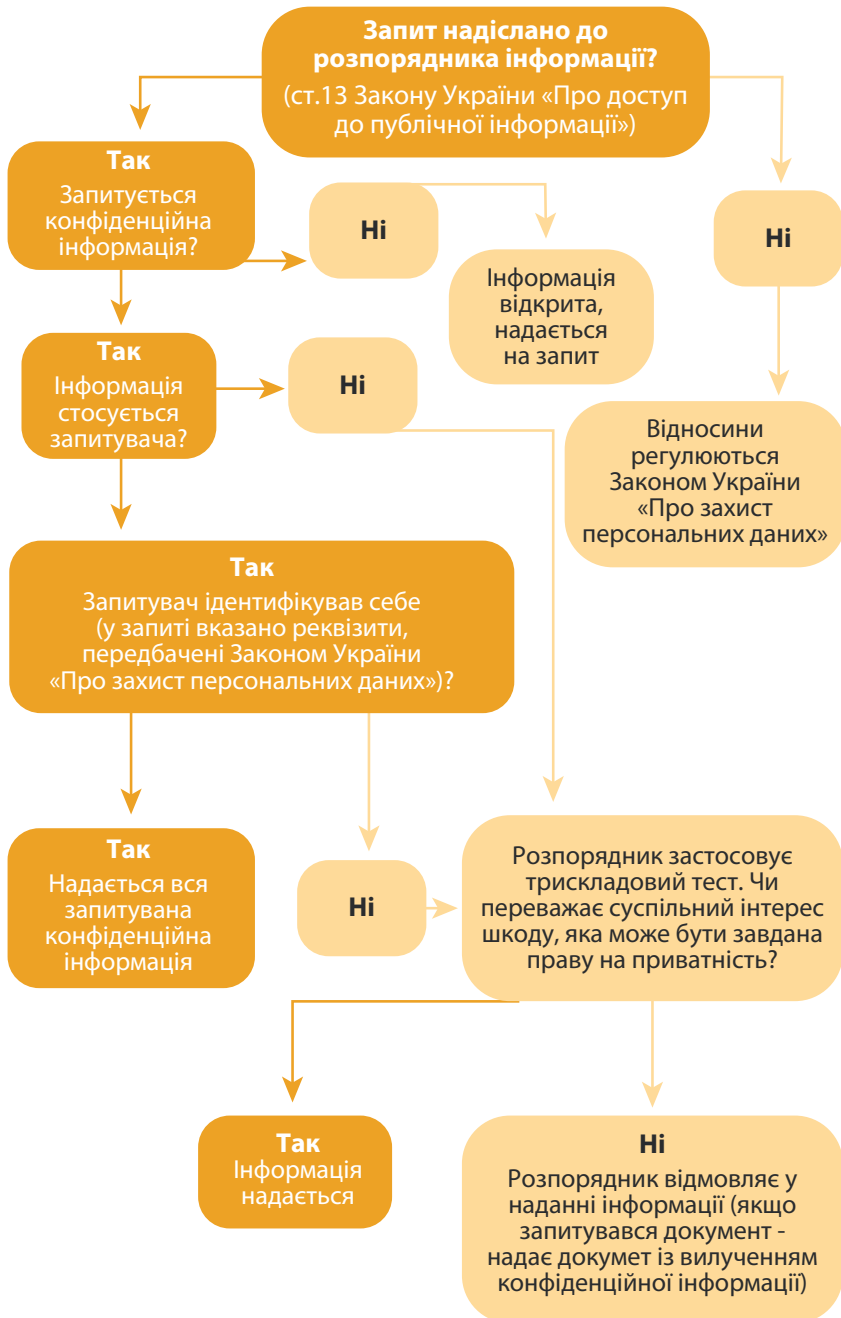 Запит надіслано до
розпорядника інформації?
(ст.13 Закону України «Про доступ
до публічної інформації»)
Так
Запитується
конфіденційна
інформація?
Ні
Ні
Інформація
відкрита,
надається
на запит
Так
Інформація
стосується
запитувача?
Ні
Відносини
регулюються
Законом України
«Про захист
персональних даних»
Так
Запитувач ідентифікував себе
(у запиті вказано реквізити,
передбачені Законом України
«Про захист персональних даних»)?
Так
Надається вся
запитувана
конфіденційна
інформація
Ні
Розпорядник застосовує
трискладовий тест. Чи
переважає суспільний інтерес
шкоду, яка може бути завдана
праву на приватність?
Так
Інформація
надається
Ні
Розпорядник відмовляє у
наданні інформації (якщо
запитувався документ -
надає докумет із вилученням
конфіденційної інформації)